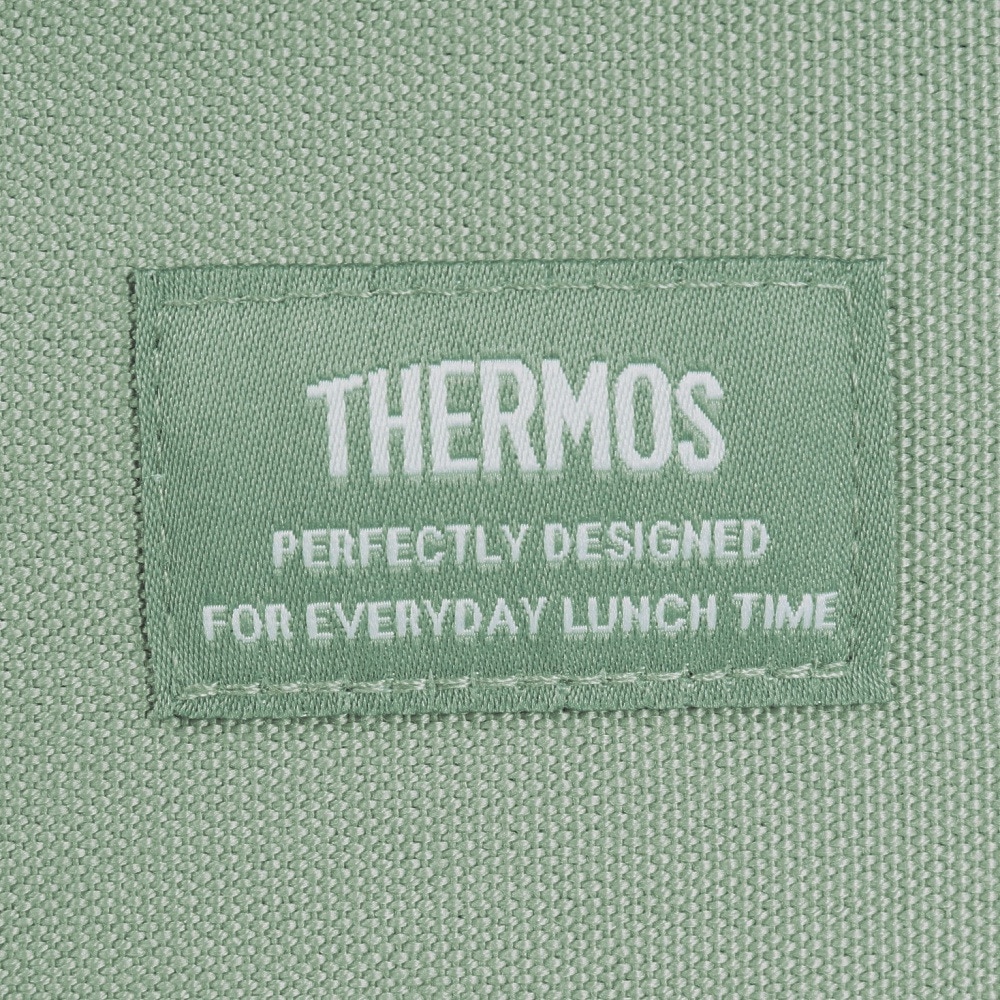 THERMOS
PERFECTLY DESIGNED
FOR EVERYDAY LUNCH TIME